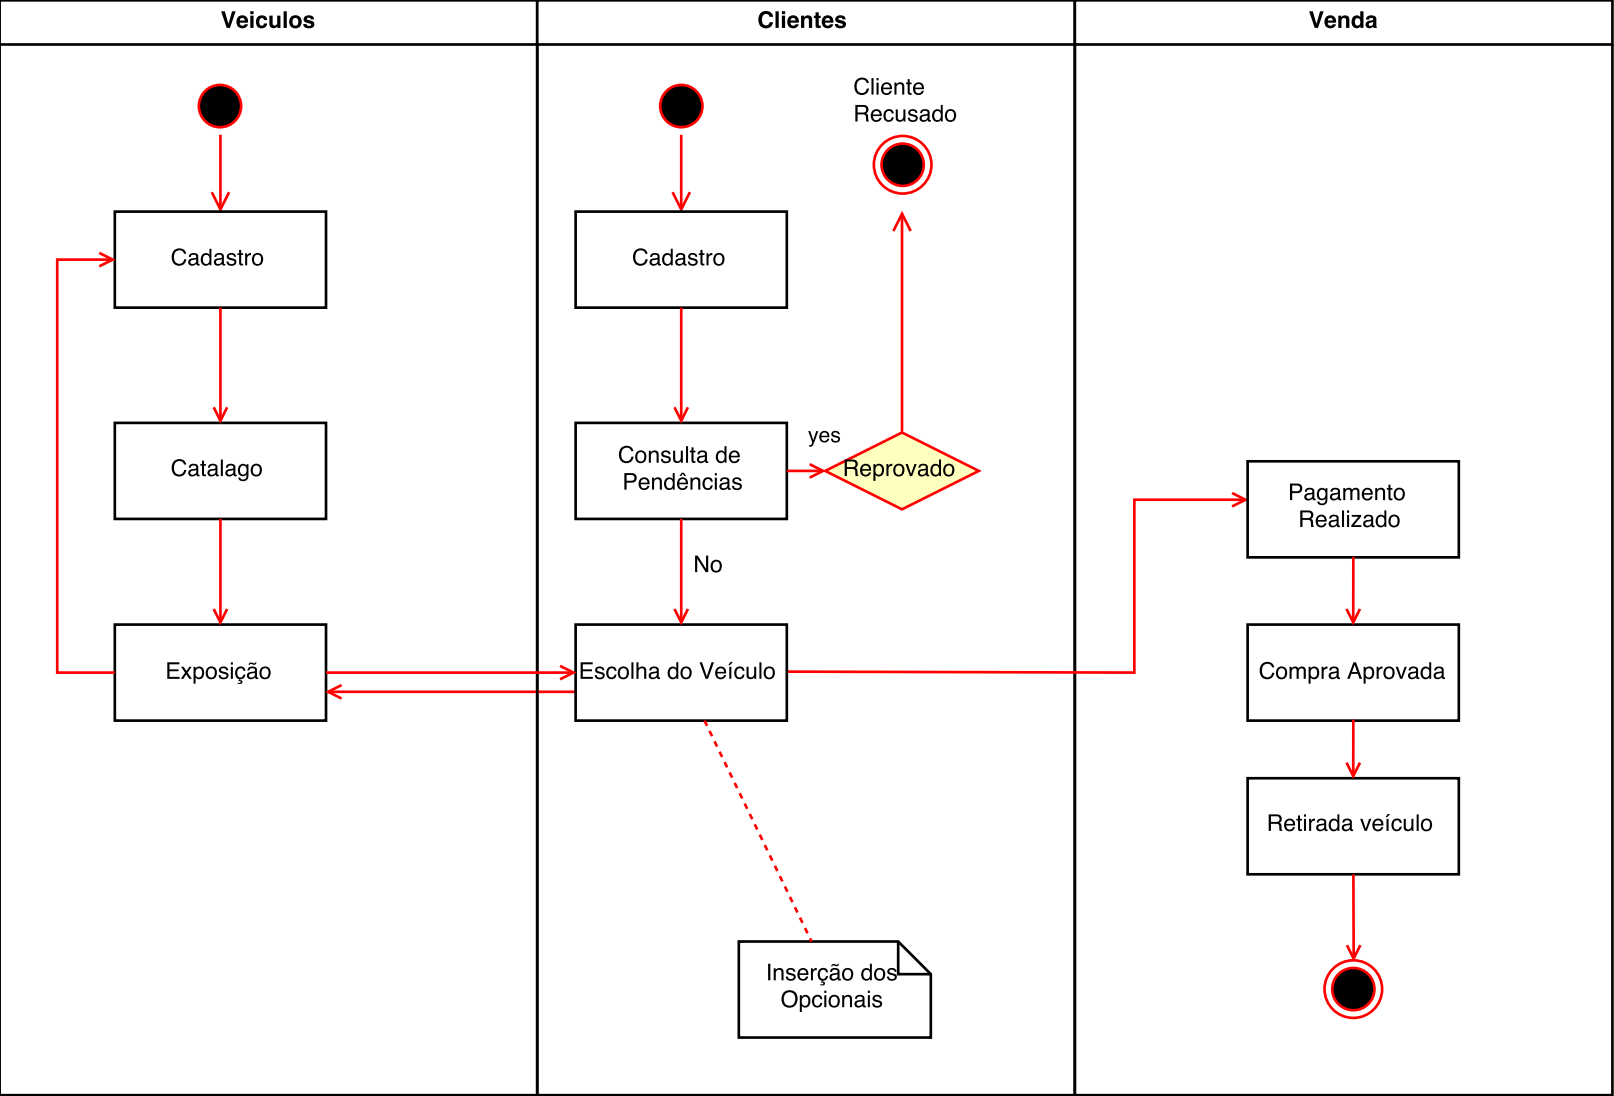 Veiculos
Clientes
Venda
Cliente
Recusado
Cadastro
Cadastro
Catalago
Consulta de
Pendências
yes
Reprovado
Pagamento
Realizado
No
Exposição
Escolha do Veículo
Compra Aprovada
Retirada veículo
Inserção dos
Opcionais